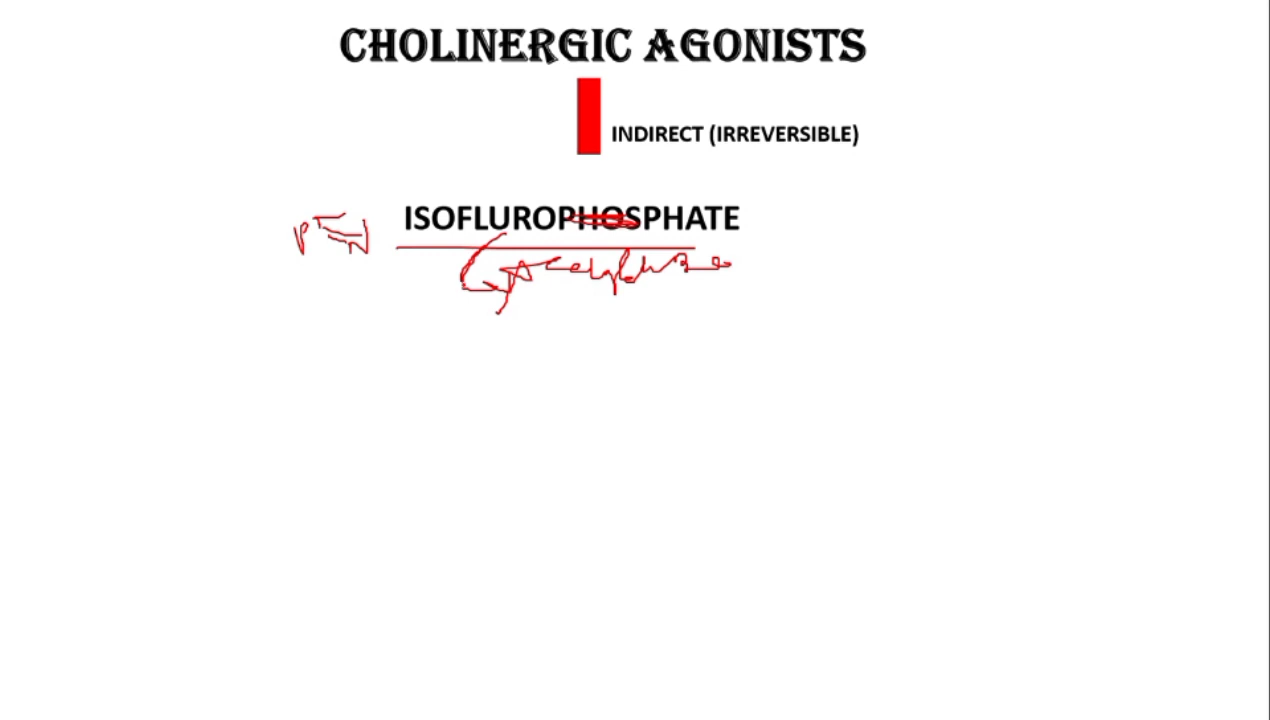 CHOLINERGIC AGONISTS
INDIRECT (IRREVERSIBLE)
ISOFLUROPHOSPHATE